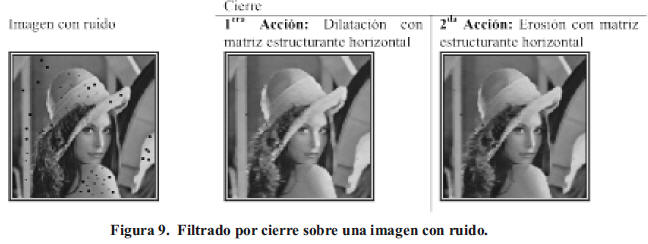 Cierre
Imagen con ruido
1era Acción: Dilatación con
matriz estructurante horizontal
2da Acción: Erosión con matriz
estructurante horizontal
Figura 9. Filtrado por cierre sobre una imagen con ruido.